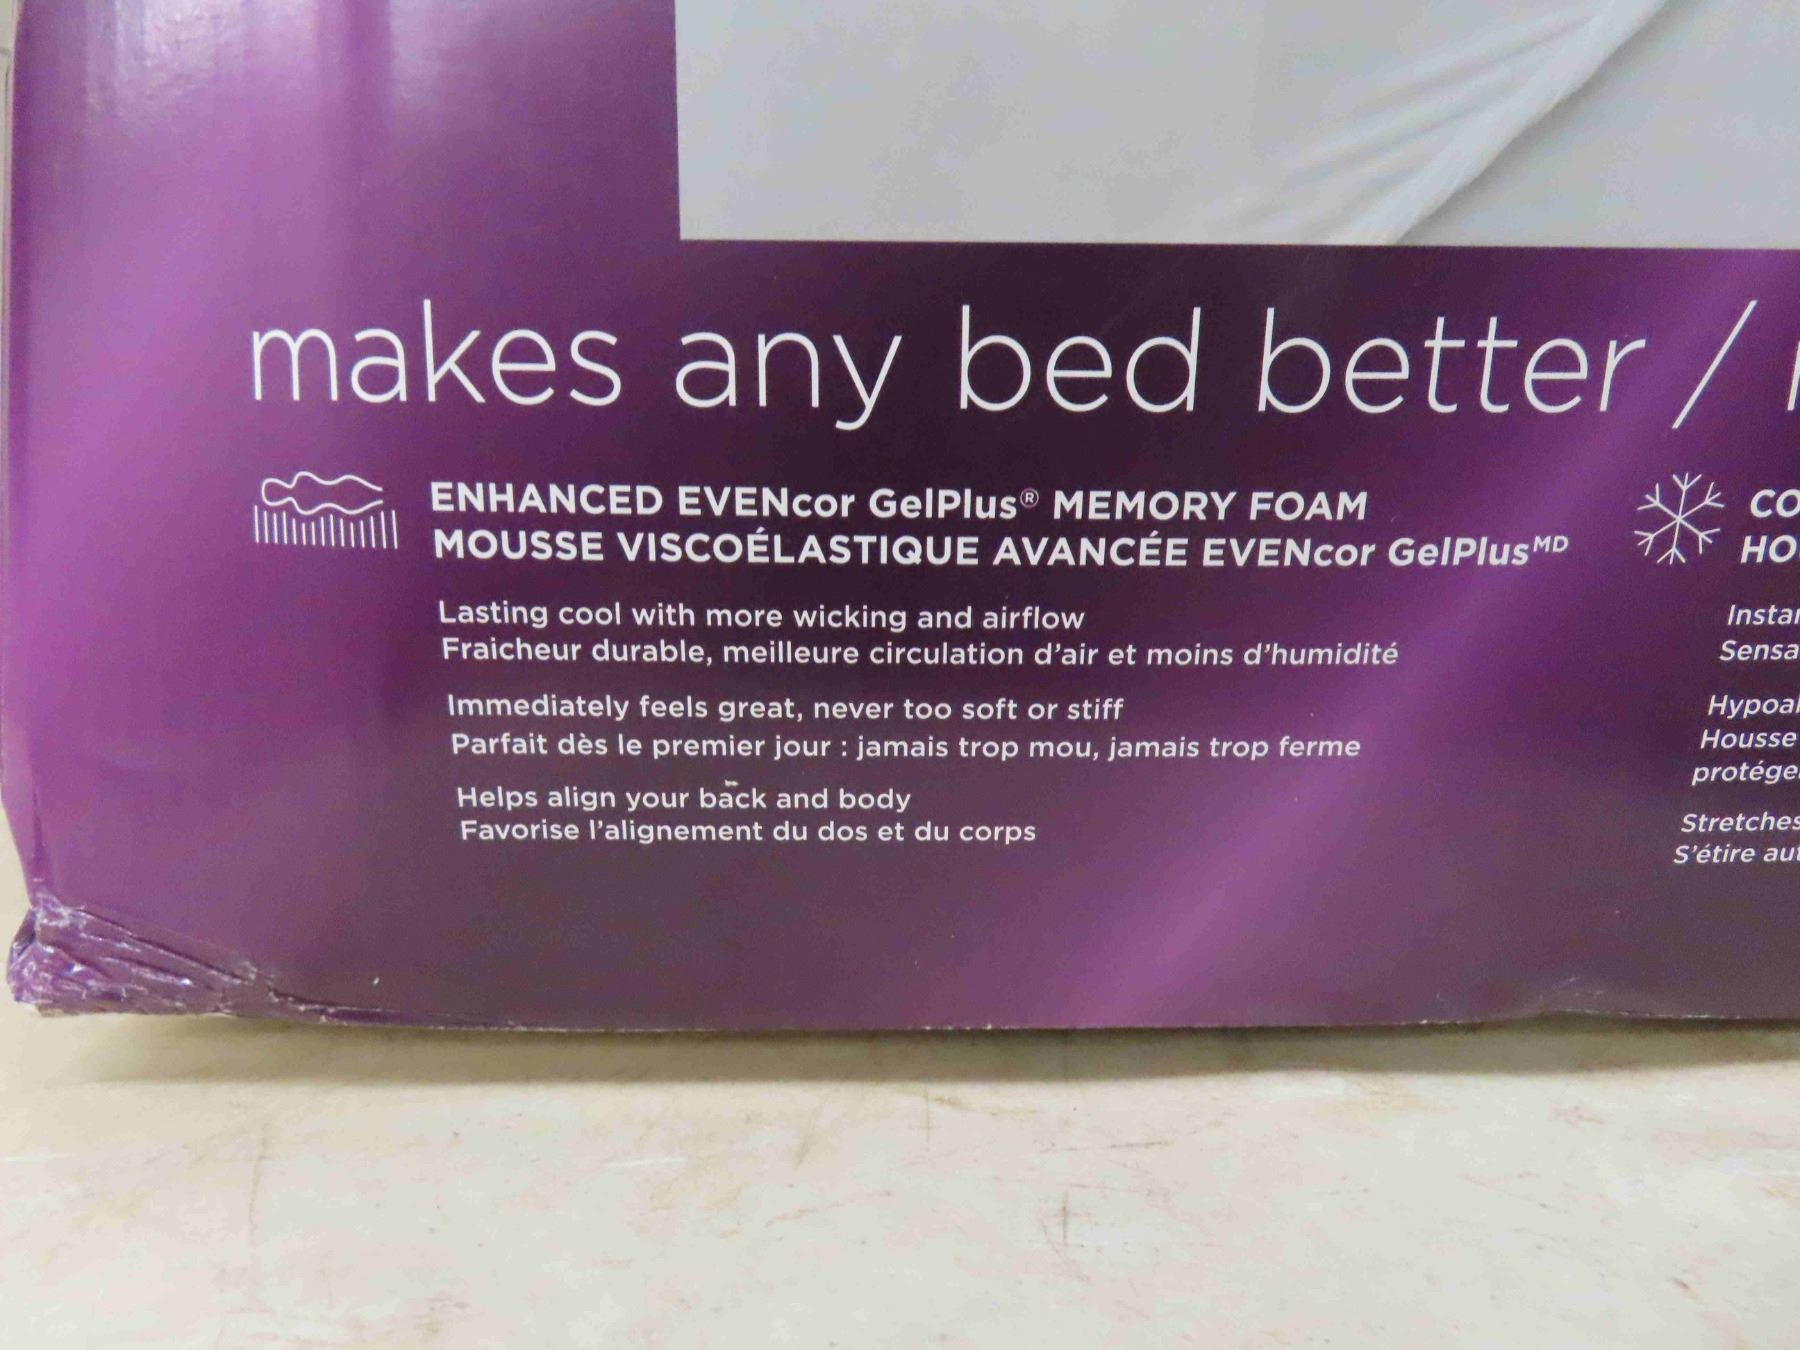 makes any bed better /
ENHANCED EVENcor GelPlus® MEMORY FOAM
MOUSSE VISCOÉLASTIQUE AVANCÉE EVENcor GelPlusᴹᴰ
Lasting cool with more wicking and airflow
Fraicheur durable, meilleure circulation d'air et moins d'humidité
Immediately feels great, never too soft or stiff
Parfait dès le premier jour : jamais trop mou, jamais trop ferme
Helps align your back and body
Favorise l'alignement du dos et du corps
Housse
Stretches
S'étire